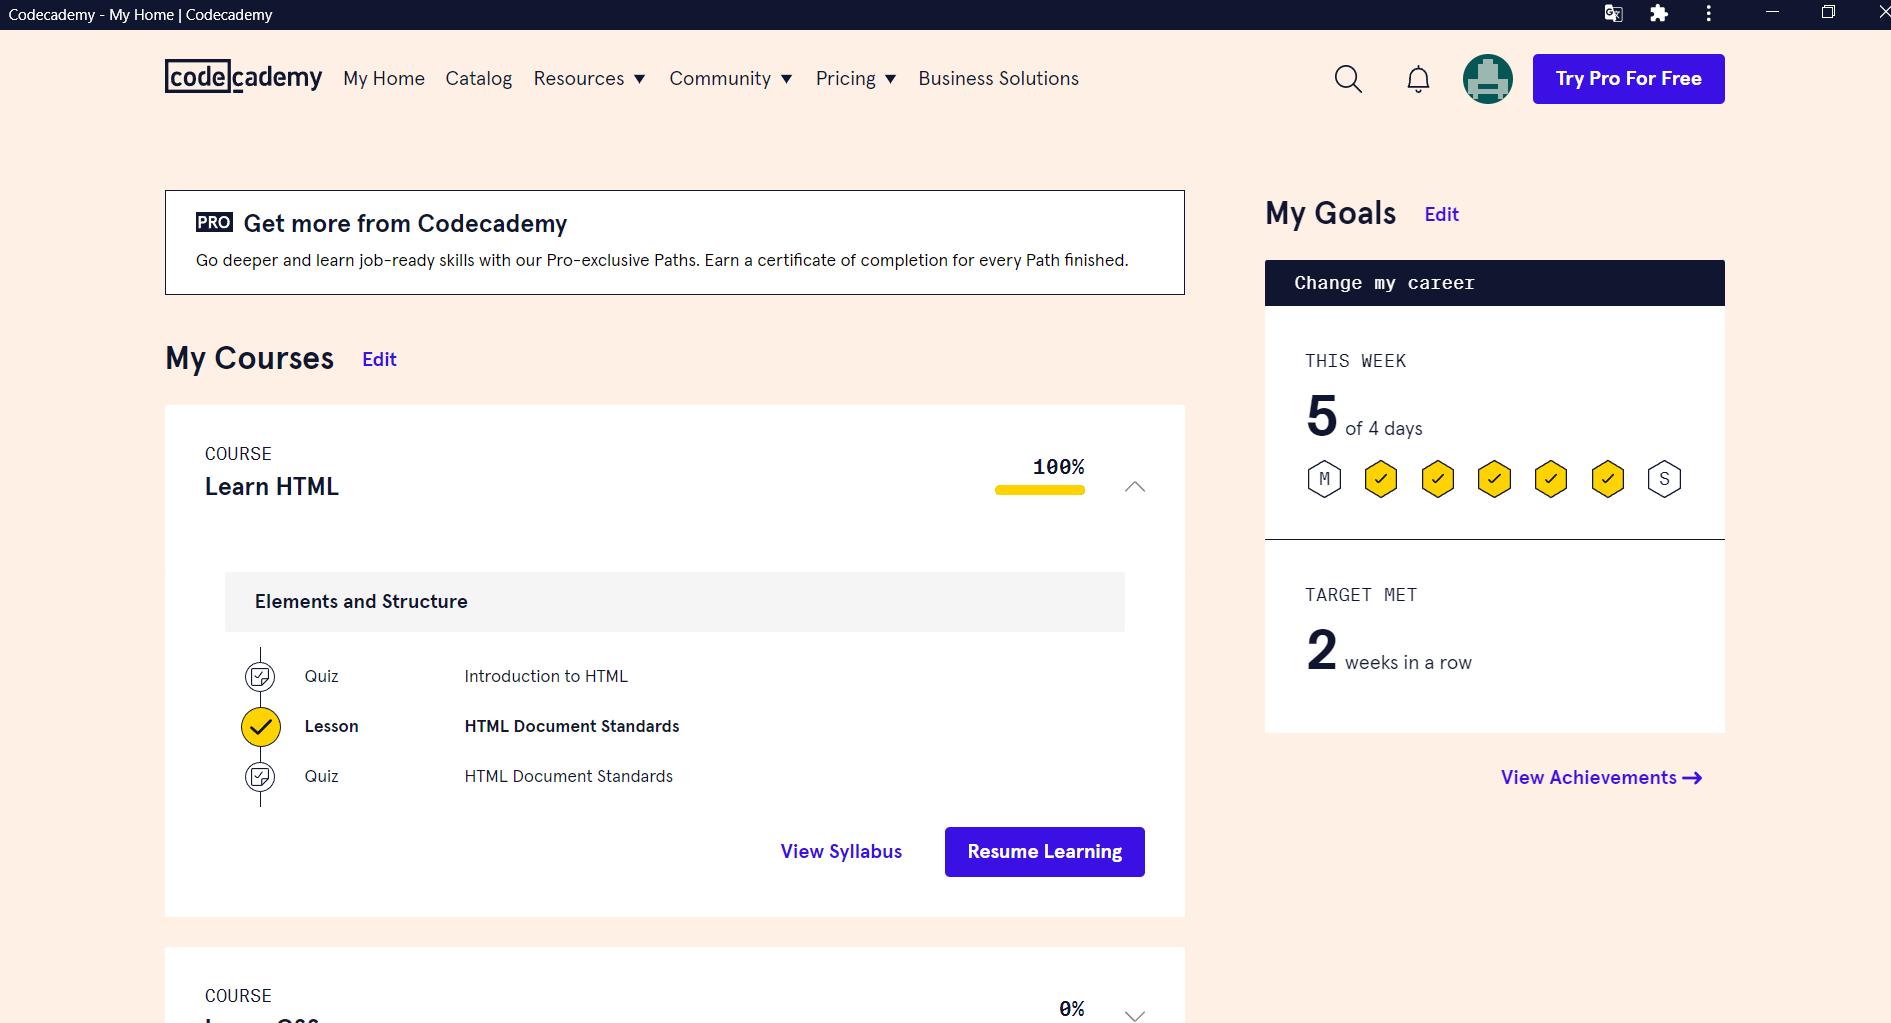 Codecademy - My Home | Codecademy
codecademy My Home Catalog Resources Community Pricing Business Solutions Try Pro For Free
PRO Get more from Codecademy
Go deeper and learn job-ready skills with our Pro-exclusive Paths. Earn a certificate of completion for every Path finished.
My Courses Edit
COURSE
Learn HTML
100%
Elements and Structure
Quiz Introduction to HTML
Lesson HTML Document Standards
Quiz HTML Document Standards
View Syllabus Resume Learning
COURSE
0%
My Goals Edit
Change my career
THIS WEEK
5 of 4 days
M S
TARGET MET
2 weeks in a row
View Achievements